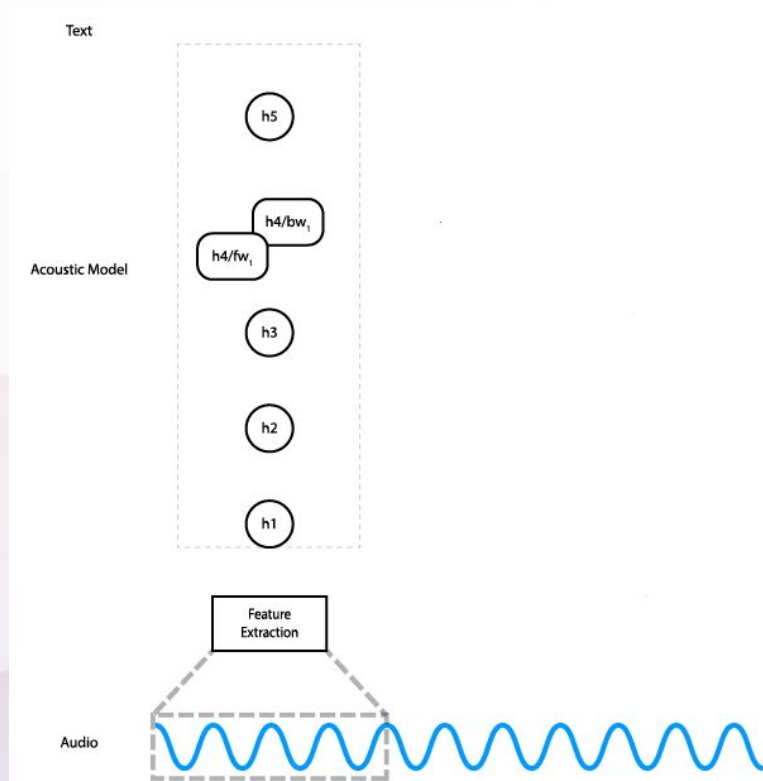 Text
h5
h4/bw₁
h4/fw₁
Acoustic Model
h3
h2
h1
Feature
Extraction
Audio